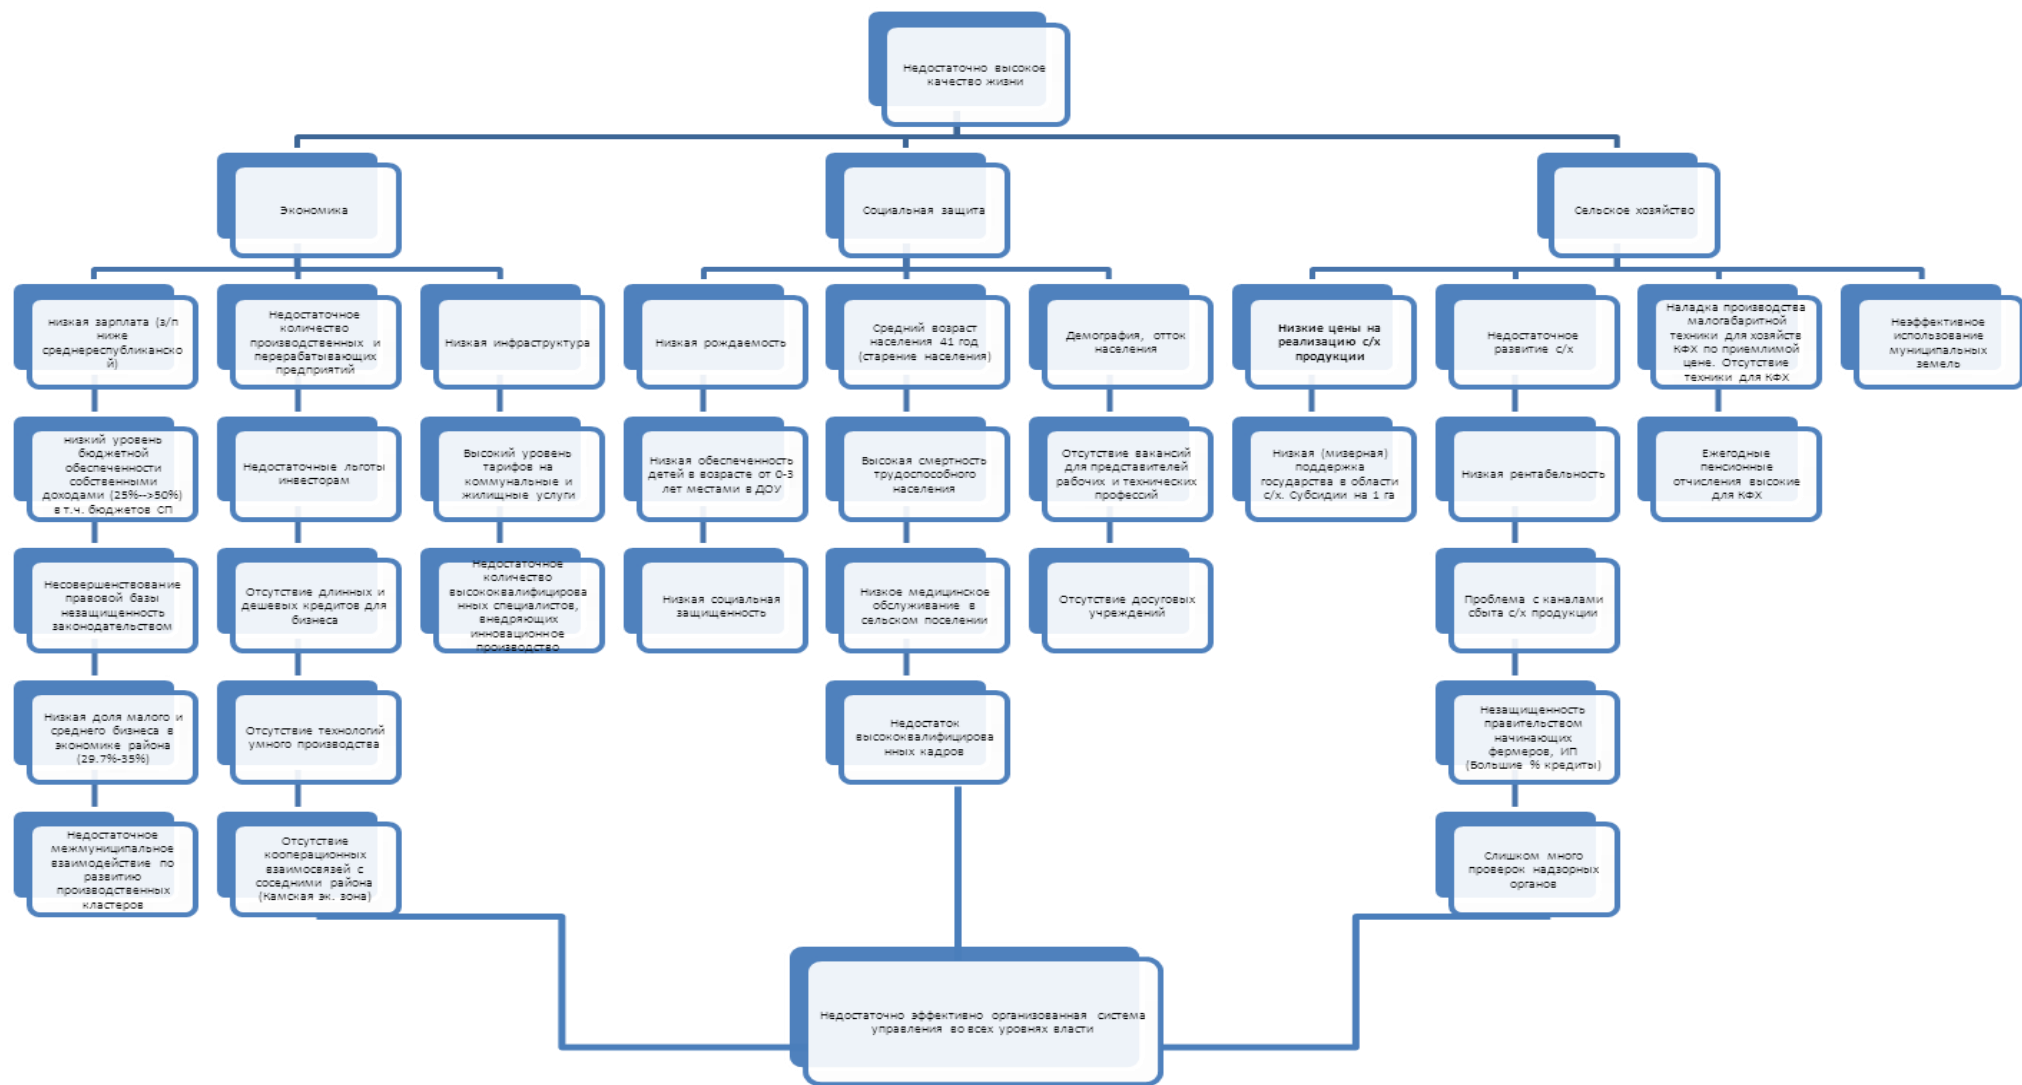 Недостаточно высокое
качество жизни
Экономика
Социальная защита
Сельское хозяйство
низкая зарплата (з/п
ниже
среднереспубликанско
й)
Недостаточное
количество
производственных и
перерабатывающих
предприятий
Низкая инфраструктура
Низкая рождаемость
Средний возраст
населения 41 год
(старение населения)
Демография, отток
населения
Низкие цены на
реализацию с/х
продукции
Недостаточное
развитие с/х
Наладка производства
малогабаритной
техники для хозяйств
КФХ по приемлимой
цене. Отсутствие
техники для КФХ
Неэффективное
использование
муниципальных
земель
низкий уровень
бюджетной
обеспеченности
собственными
доходами (25%-->50%)
в т.ч. бюджетов СП
Недостаточные льготы
инвесторам
Высокий уровень
тарифов на
коммунальные и
жилищные услуги
Низкая обеспеченность
детей в возрасте от 0-3
лет местами в ДОУ
Высокая смертность
трудоспособного
населения
Отсутствие вакансий
для представителей
рабочих и технических
профессий
Низкая (мизерная)
поддержка
государства в области
с/х. Субсидии на 1 га
Низкая рентабельность
Ежегодные
пенсионные
отчисления высокие
для КФХ
Несовершенствование
правовой базы
незащищенность
законодательством
Отсутствие длинных и
дешевых кредитов для
бизнеса
Недостаточное
количество
высококвалифицирова
нных специалистов,
внедряющих
инновационное
производство
Низкая социальная
защищенность
Низкое медицинское
обслуживание в
сельском поселении
Отсутствие досуговых
учреждений
Проблема с каналами
сбыта с/х продукции
Низкая доля малого и
среднего бизнеса в
экономике района
(29.7%-35%)
Отсутствие технологий
умного производства
Недостаток
высококвалифицирова
нных кадров
Незащищенность
правительством
начинающих
фермеров, ИП
(Большие % кредиты)
Недостаточное
межмуниципальное
взаимодействие по
развитию
производственных
кластеров
Отсутствие
кооперационных
взаимосвязей с
соседними района
(Камская эк. зона)
Слишком много
проверок надзорных
органов
Недостаточно эффективно организованная система
управления во всех уровнях власти